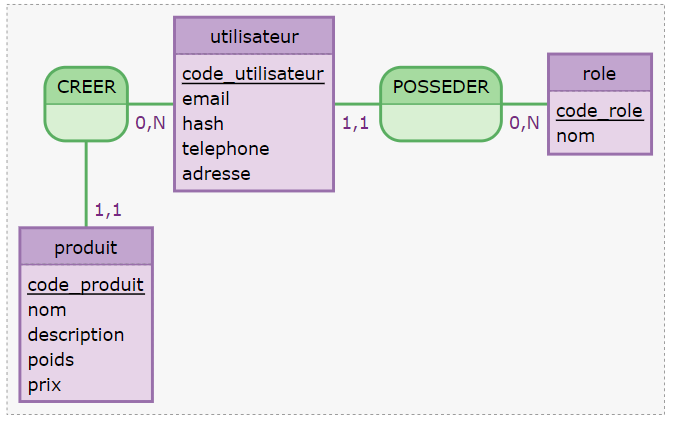 utilisateur
code_utilisateur
email
hash
telephone
adresse
CREER
0,N
1,1
POSSEDER
0,N
role
code_role
nom
1,1
produit
code_produit
nom
description
poids
prix